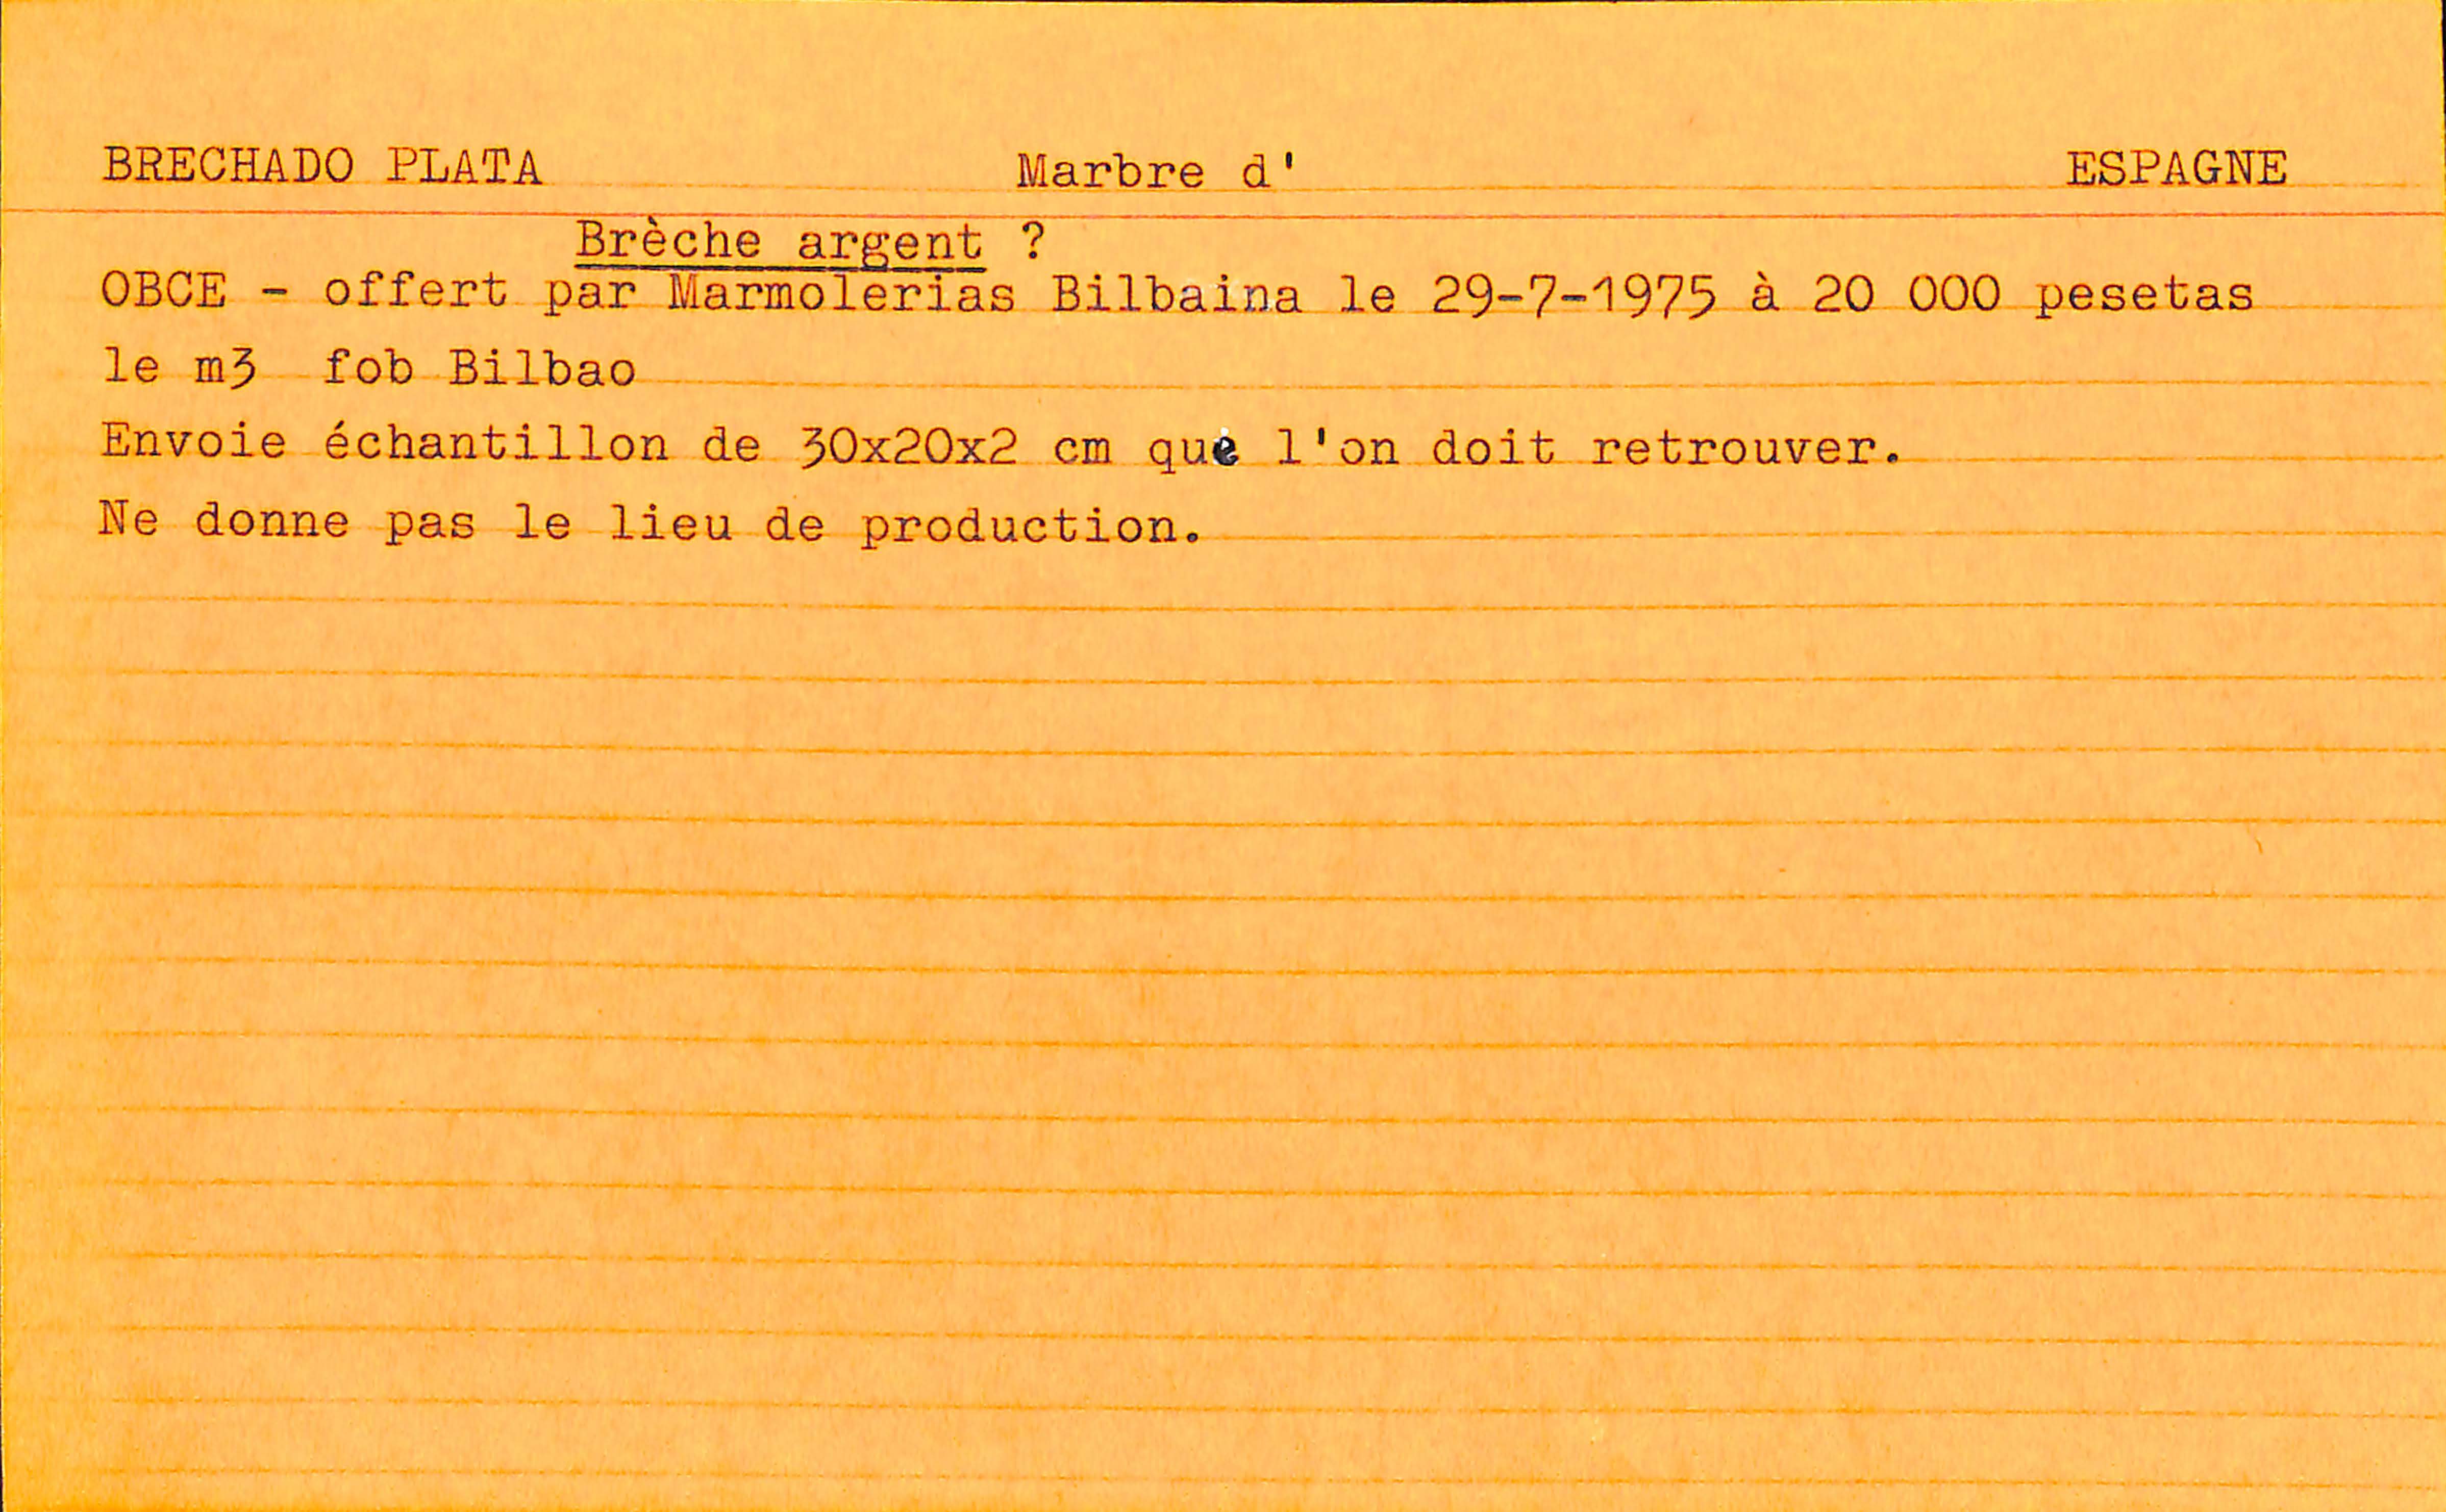 BRECHADO PLATA Marbre d' ESPAGNE
Brèche argent ?
OBCE - offert par Marmolerias Bilbaina le 29-7-1975 à 20 000 pesetas
le m3 fob Bilbao
Envoie échantillon de 30x20x2 cm que l'on doit retrouver.
Ne donne pas le lieu de production.